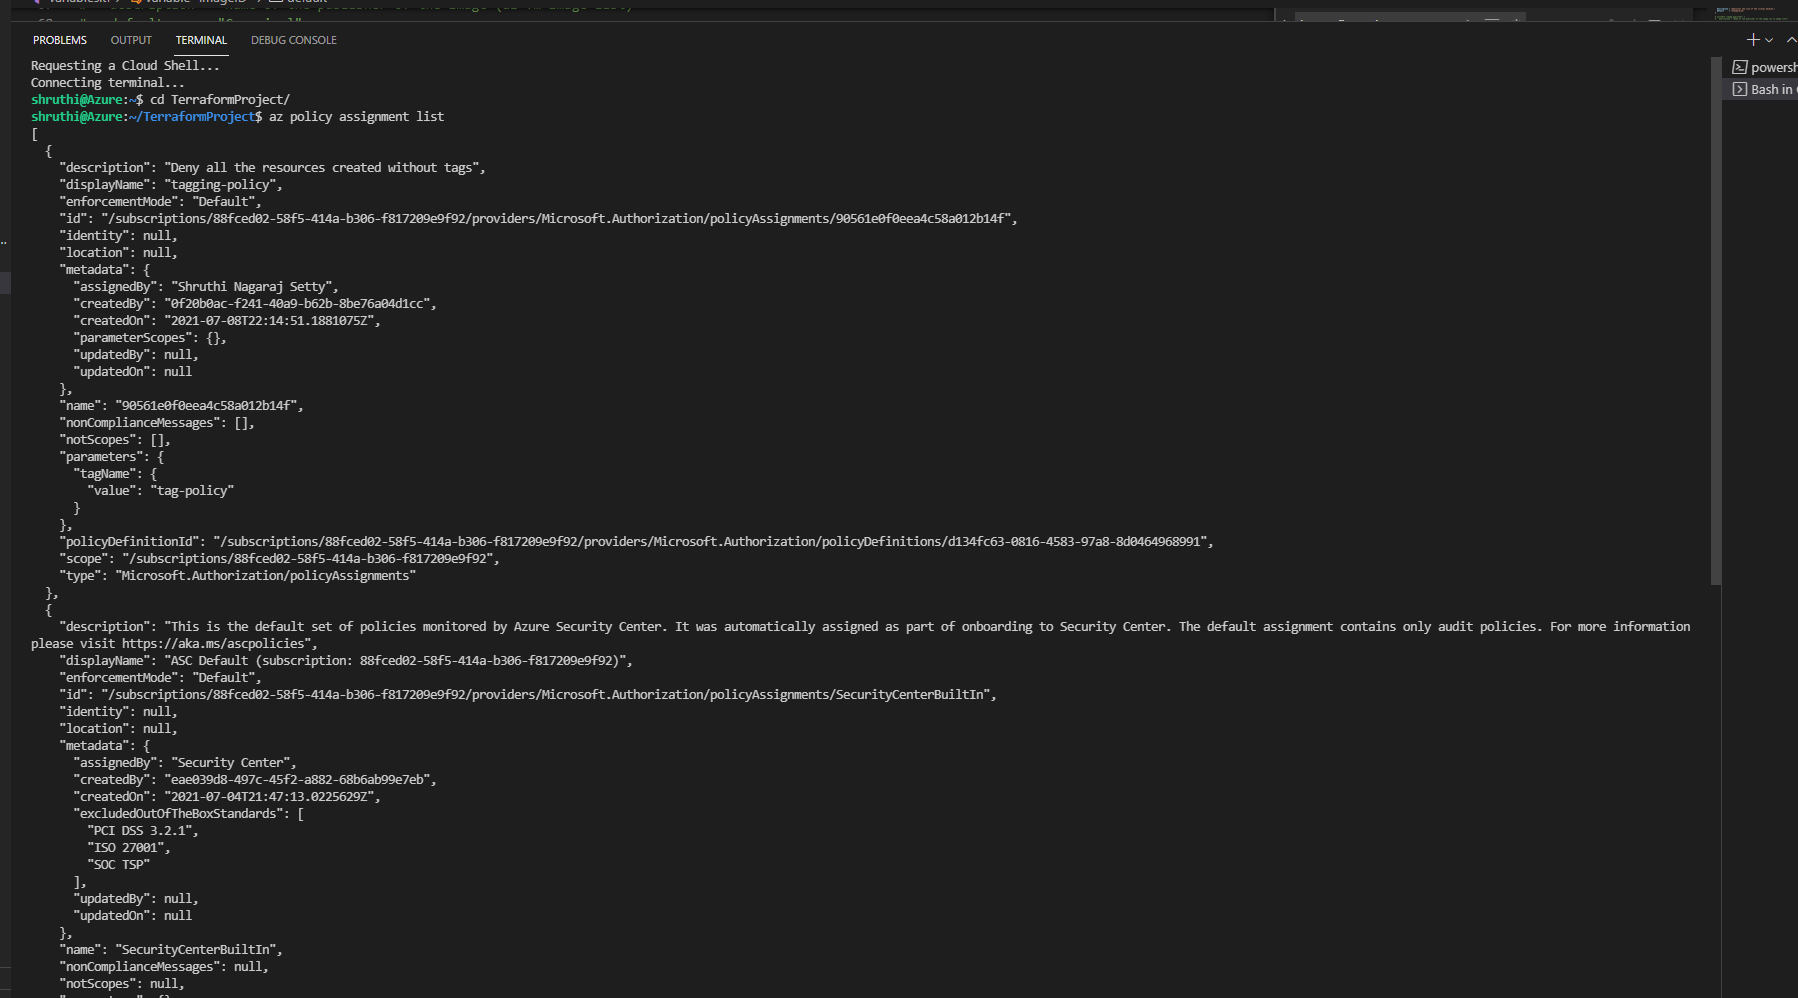 PROBLEMS OUTPUT TERMINAL DEBUG CONSOLE
Requesting a Cloud Shell...
Connecting terminal...
shruthi@Azure:~$ cd TerraformProject/
shruthi@Azure:~/TerraformProject$ az policy assignment list
[
  {
    "description": "Deny all the resources created without tags",
    "displayName": "tagging-policy",
    "enforcementMode": "Default",
    "id": "/subscriptions/88fced02-58f5-414a-b306-f817209e9f92/providers/Microsoft.Authorization/policyAssignments/90561e0f0eea4c58a012b14f",
    "identity": null,
    "location": null,
    "metadata": {
      "assignedBy": "Shruthi Nagaraj Setty",
      "createdBy": "0f20b0ac-f241-40a9-b62b-8be76a04d1cc",
      "createdOn": "2021-07-08T22:14:51.1881075Z",
      "parameterScopes": {},
      "updatedBy": null,
      "updatedOn": null
    },
    "name": "90561e0f0eea4c58a012b14f",
    "nonComplianceMessages": [],
    "notScopes": [],
    "parameters": {
      "tagName": {
        "value": "tag-policy"
      }
    },
    "policyDefinitionId": "/subscriptions/88fced02-58f5-414a-b306-f817209e9f92/providers/Microsoft.Authorization/policyDefinitions/d134fc63-0816-4583-97a8-8d0464968991",
    "scope": "/subscriptions/88fced02-58f5-414a-b306-f817209e9f92",
    "type": "Microsoft.Authorization/policyAssignments"
  },
  {
    "description": "This is the default set of policies monitored by Azure Security Center. It was automatically assigned as part of onboarding to Security Center. The default assignment contains only audit policies. For more information
please visit https://aka.ms/ascpolicies",
    "displayName": "ASC Default (subscription: 88fced02-58f5-414a-b306-f817209e9f92)",
    "enforcementMode": "Default",
    "id": "/subscriptions/88fced02-58f5-414a-b306-f817209e9f92/providers/Microsoft.Authorization/policyAssignments/SecurityCenterBuiltIn",
    "identity": null,
    "location": null,
    "metadata": {
      "assignedBy": "Security Center",
      "createdBy": "eae039d8-497c-45f2-a882-68b6ab99e7eb",
      "createdOn": "2021-07-04T21:47:13.0225629Z",
      "excludedOutOfTheBoxStandards": [
        "PCI DSS 3.2.1",
        "ISO 27001",
        "SOC TSP"
      ],
      "updatedBy": null,
      "updatedOn": null
    },
    "name": "SecurityCenterBuiltIn",
    "nonComplianceMessages": null,
    "notScopes": null,
powersh
Bash in